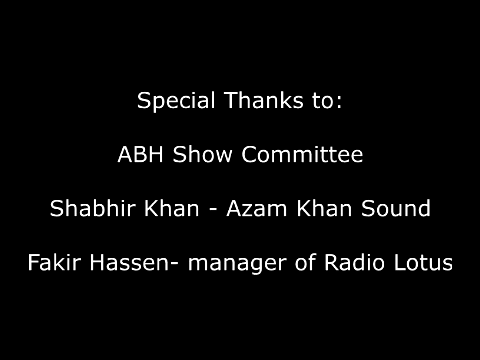 Special Thanks to:
ABH Show Committee
Shabhir Khan - Azam Khan Sound
Fakir Hassen- manager of Radio Lotus